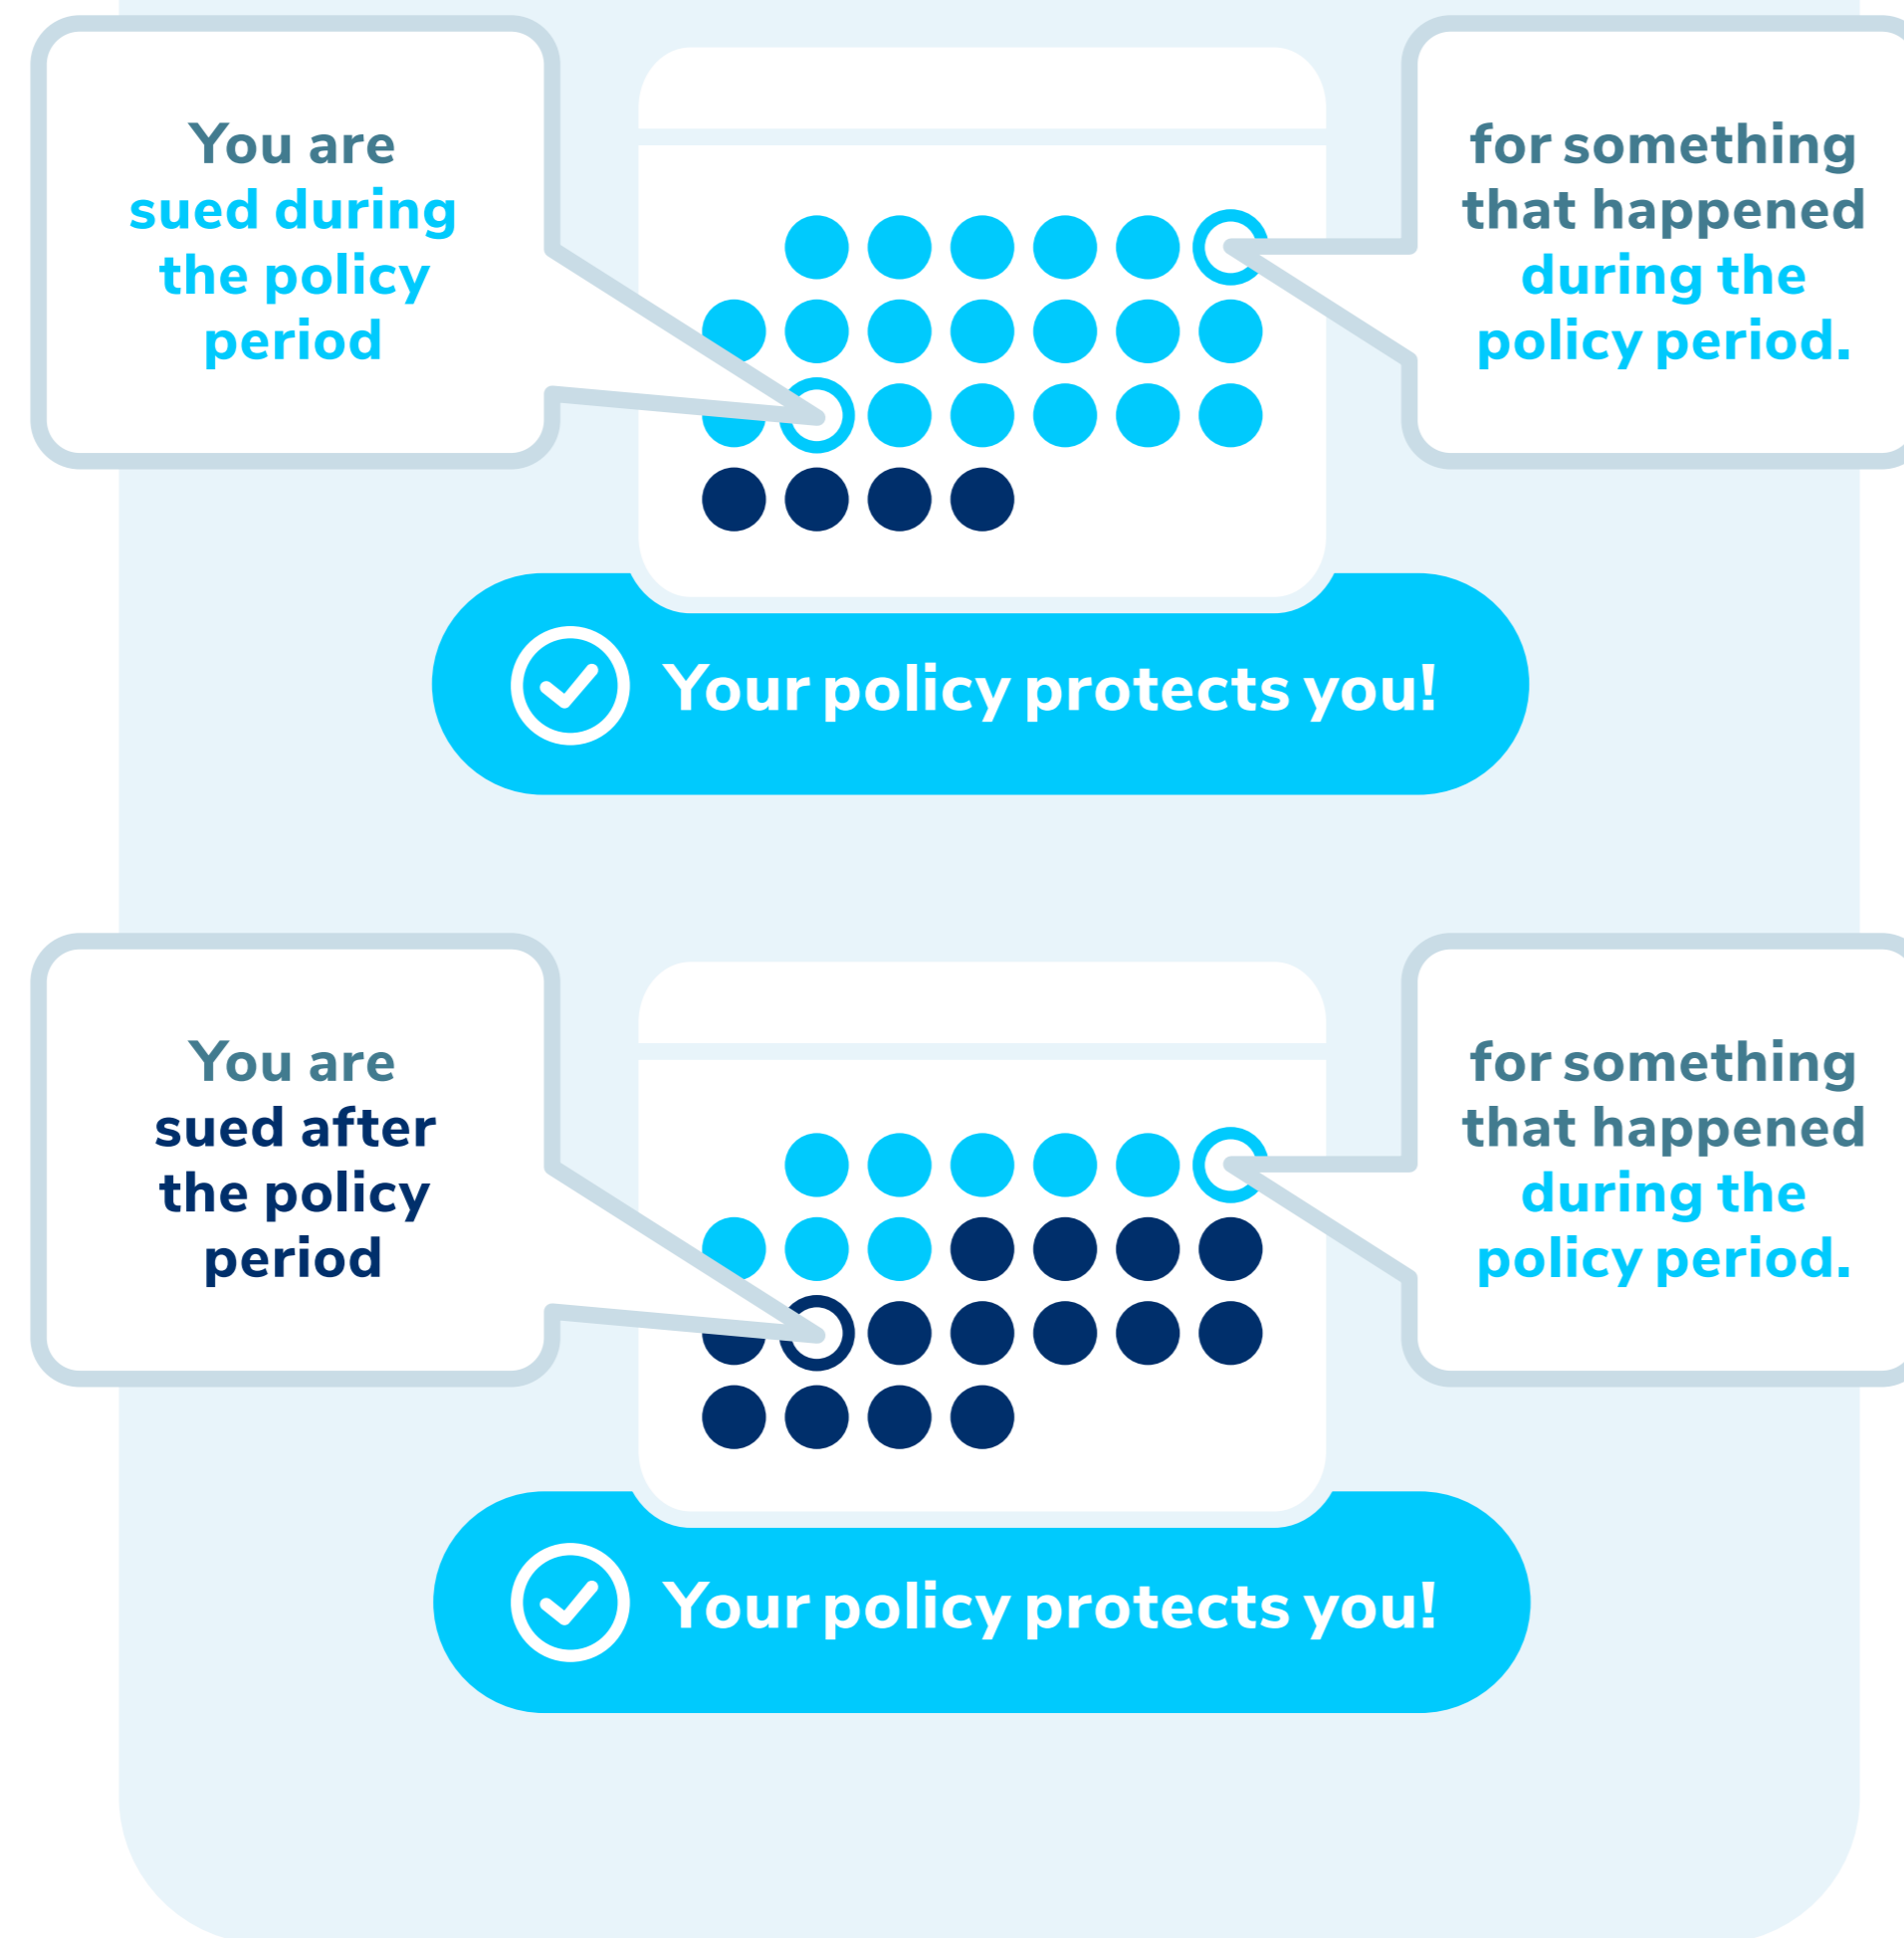 You are
sued during
the policy
period
for something
that happened
during the
policy period.
Your policy protects you!
You are
sued after
the policy
period
for something
that happened
during the
policy period.
Your policy protects you!